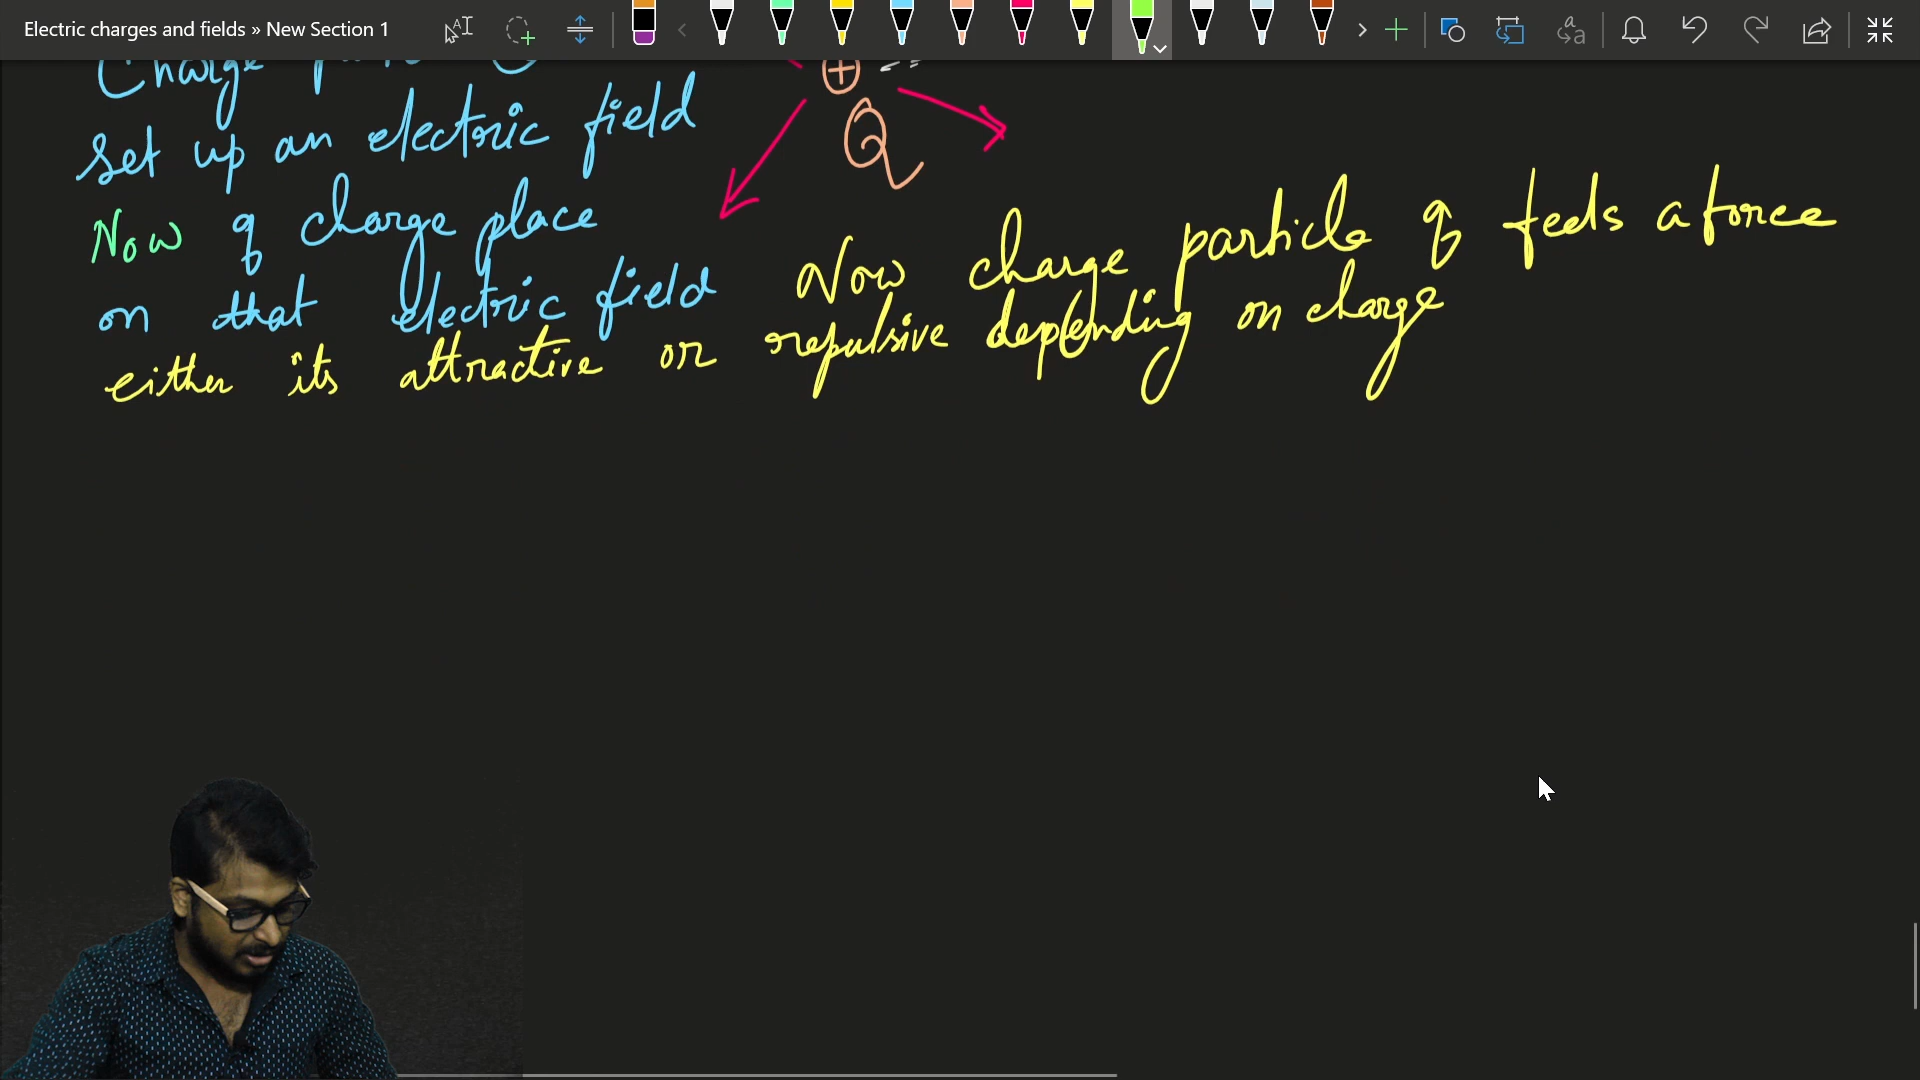 Electric charges and fields » New Section 1
Charge
Q
set up an electric field
Now q charge place
on that electric field
Now charge particle q feels a force
either its attractive or repulsive depending on charge